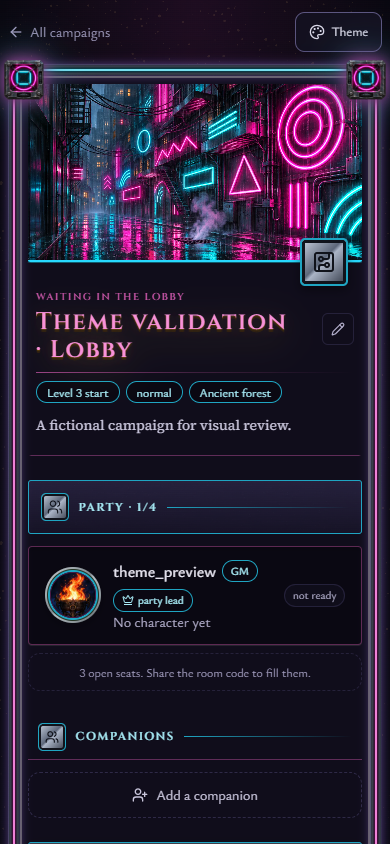 All campaigns
Theme
WAITING IN THE LOBBY
THEME VALIDATION
· LOBBY
Level 3 start
normal
Ancient forest
A fictional campaign for visual review.
PARTY · 1/4
theme_preview
GM
party lead
not ready
No character yet
3 open seats. Share the room code to fill them.
COMPANIONS
Add a companion